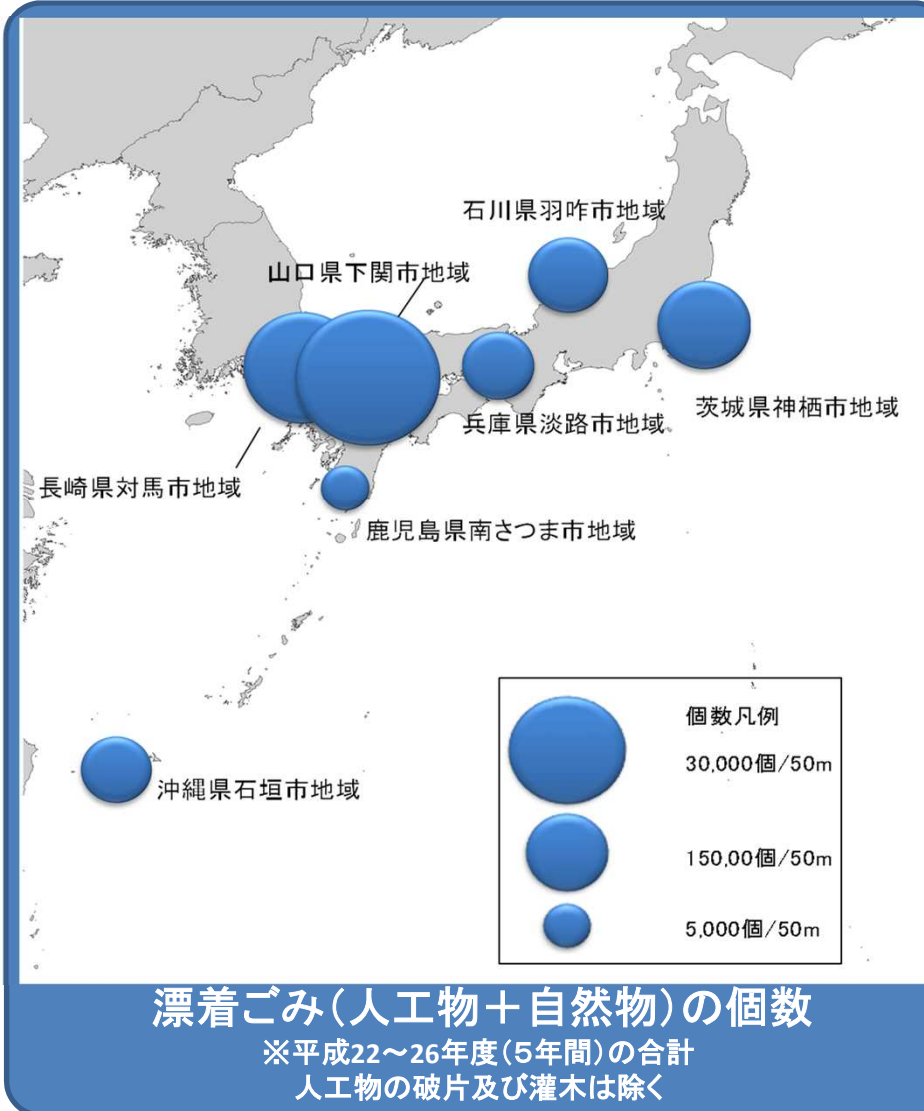 石川県羽咋市地域
山口県下関市地域
茨城県神栖市地域
兵庫県淡路市地域
長崎県対馬市地域
鹿児島県南さつま市地域
沖縄県石垣市地域
個数凡例
30,000個/50m
150,00個/50m
5,000個/50m
漂着ごみ(人工物+自然物)の個数
※平成22～26年度(5年間)の合計
人工物の破片及び灌木は除く